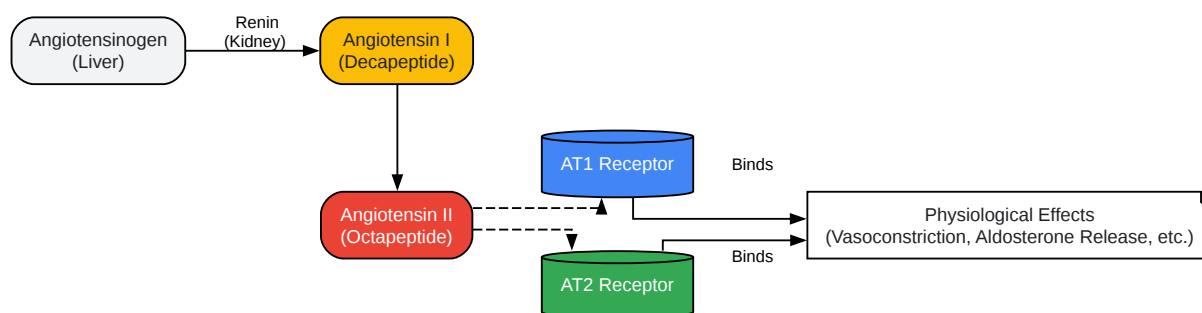 Renin
(Kidney)
Angiotensinogen
(Liver)
Angiotensin I
(Decapeptide)
AT1 Receptor
Binds
Angiotensin II
(Octapeptide)
Physiological Effects
(Vasoconstriction, Aldosterone Release, etc.)
Binds
AT2 Receptor